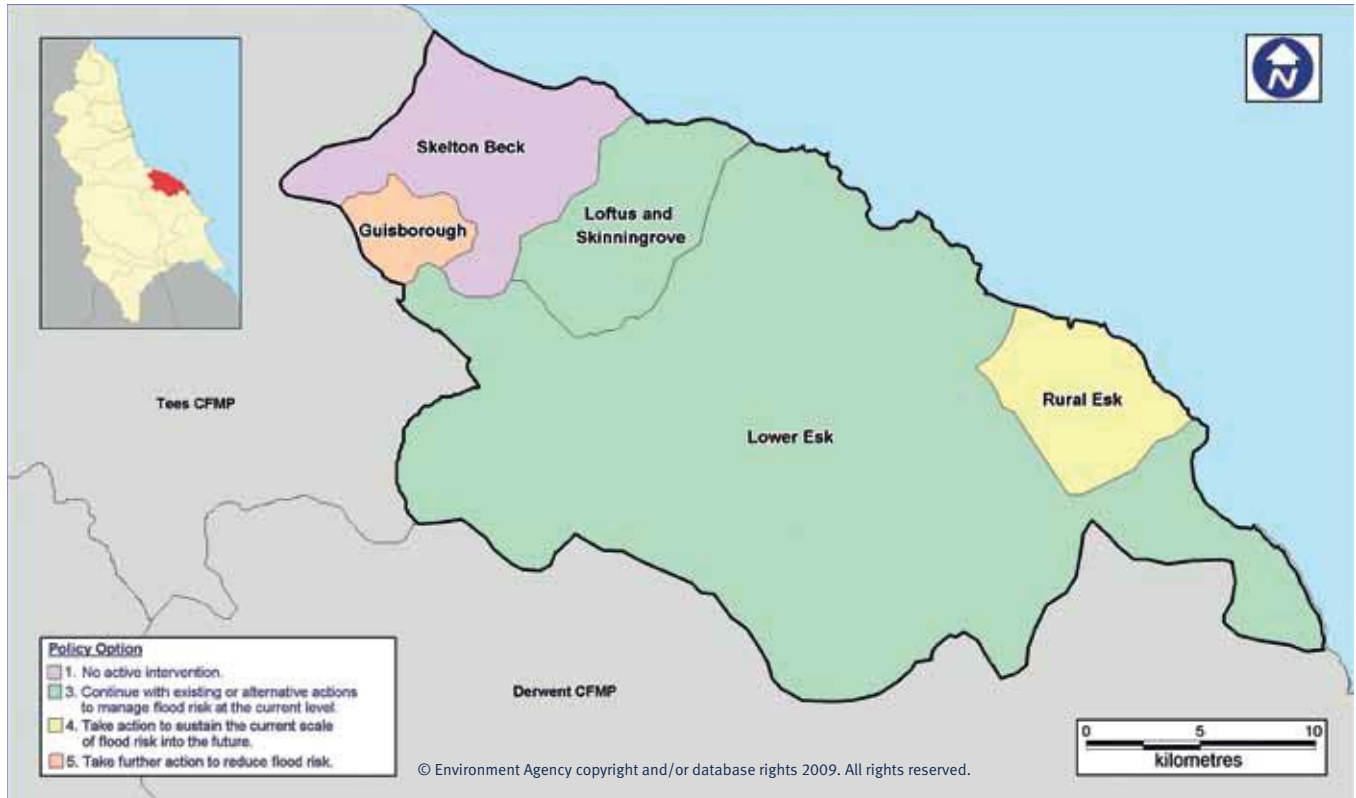 N
Skelton Beck
Guisborough
Loftus and
Skinningrove
Tees CFMP
Lower Esk
Rural Esk
Derwent CFMP
Policy Option
1. No active intervention.
3. Continue with existing or alternative actions
to manage flood risk at the current level.
4. Take action to sustain the current scale
of flood risk into the future.
5. Take further action to reduce flood risk.
0 5 10
kilometres
© Environment Agency copyright and/or database rights 2009. All rights reserved.